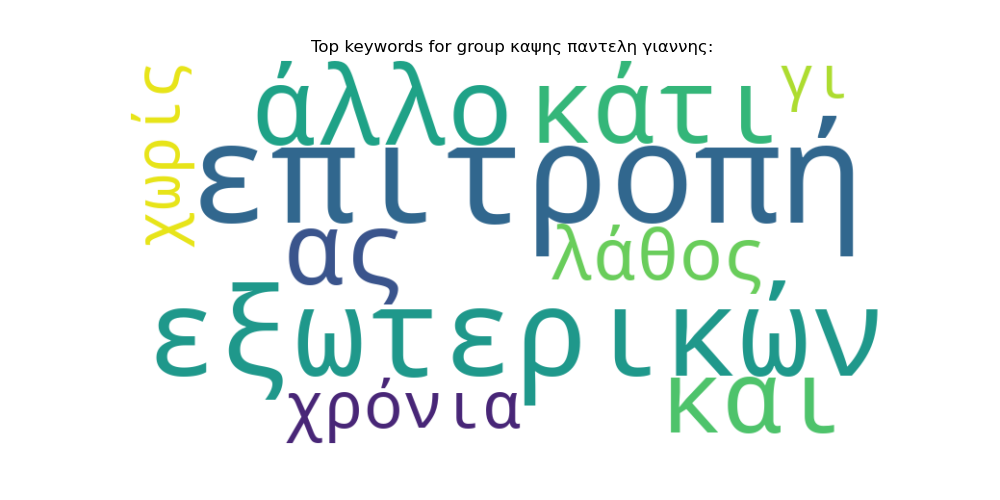 Top keywords for group καψης παντελη γιαννης:
χωρίς
άλλο κάτι γι
επιτροπή
ας λάθος
εξωτερικών
χρόνια και